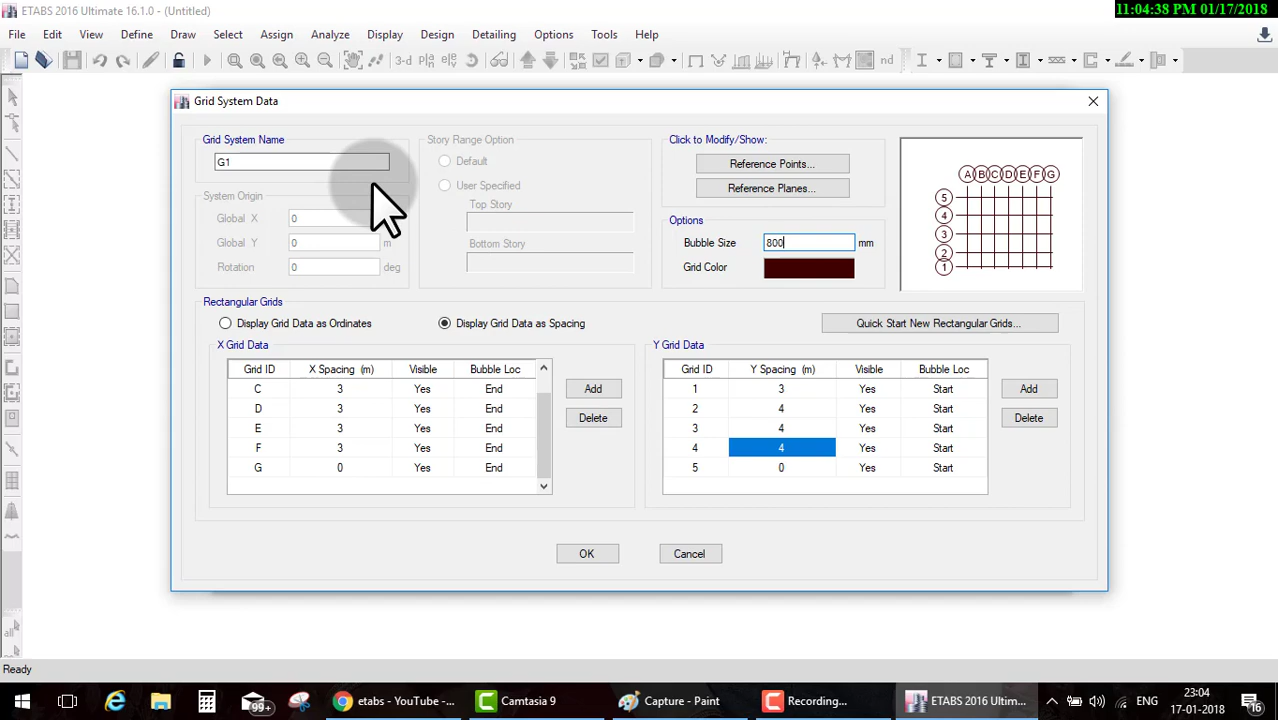 11:04:38 PM 01/17/2018
ETABS 2016 Ultimate 16.1.0 - (Untitled)
File Edit View Define Draw Select Assign Analyze Display Design Detailing Options Tools Help
3-d nd
Grid System Data
Grid System Name
G1
System Origin
Global X 0
Global Y 0 m
Rotation 0 deg
Story Range Option
Default
User Specified
Top Story
Bottom Story
Click to Modify/Show:
Reference Points...
Reference Planes...
Options
Bubble Size 800 mm
Grid Color
A B C D E F G
5
4
3
2
1
Rectangular Grids
Display Grid Data as Ordinates Display Grid Data as Spacing Quick Start New Rectangular Grids...
X Grid Data
Grid ID X Spacing (m) Visible Bubble Loc
C 3 Yes End
D 3 Yes End
E 3 Yes End
F 3 Yes End
G 0 Yes End
Add
Delete
Y Grid Data
Grid ID Y Spacing (m) Visible Bubble Loc
1 3 Yes Start
2 4 Yes Start
3 4 Yes Start
4 4 Yes Start
5 0 Yes Start
Add
Delete
OK Cancel
Ready
99+ etabs - YouTube -... Camtasia 9 Capture - Paint Recording... ETABS 2016 Ultim... ENG 23:04
17-01-2018 16